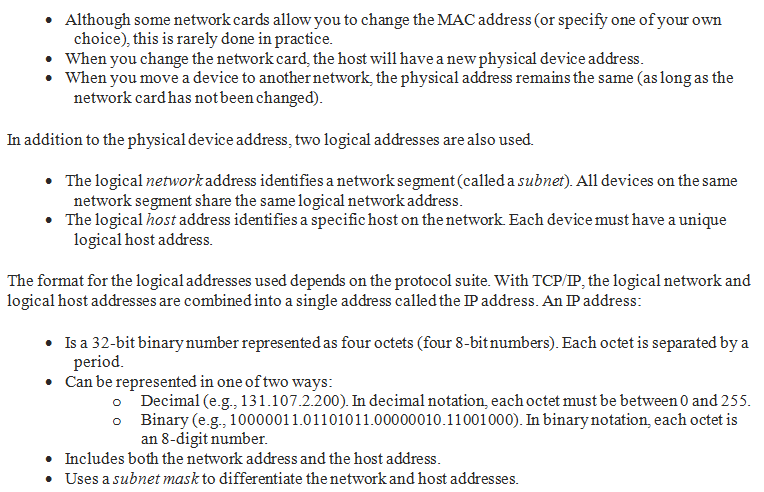 • Although some network cards allow you to change the MAC address (or specify one of your own
choice), this is rarely done in practice.
• When you change the network card, the host will have a new physical device address.
• When you move a device to another network, the physical address remains the same (as long as the
network card has not been changed).
In addition to the physical device address, two logical addresses are also used.
• The logical network address identifies a network segment (called a subnet). All devices on the same
network segment share the same logical network address.
• The logical host address identifies a specific host on the network. Each device must have a unique
logical host address.
The format for the logical addresses used depends on the protocol suite. With TCP/IP, the logical network and
logical host addresses are combined into a single address called the IP address. An IP address:
• Is a 32-bit binary number represented as four octets (four 8-bit numbers). Each octet is separated by a
period.
• Can be represented in one of two ways:
o Decimal (e.g., 131.107.2.200). In decimal notation, each octet must be between 0 and 255.
o Binary (e.g., 10000011.01101011.00000010.11001000). In binary notation, each octet is
an 8-digit number.
• Includes both the network address and the host address.
• Uses a subnet mask to differentiate the network and host addresses.